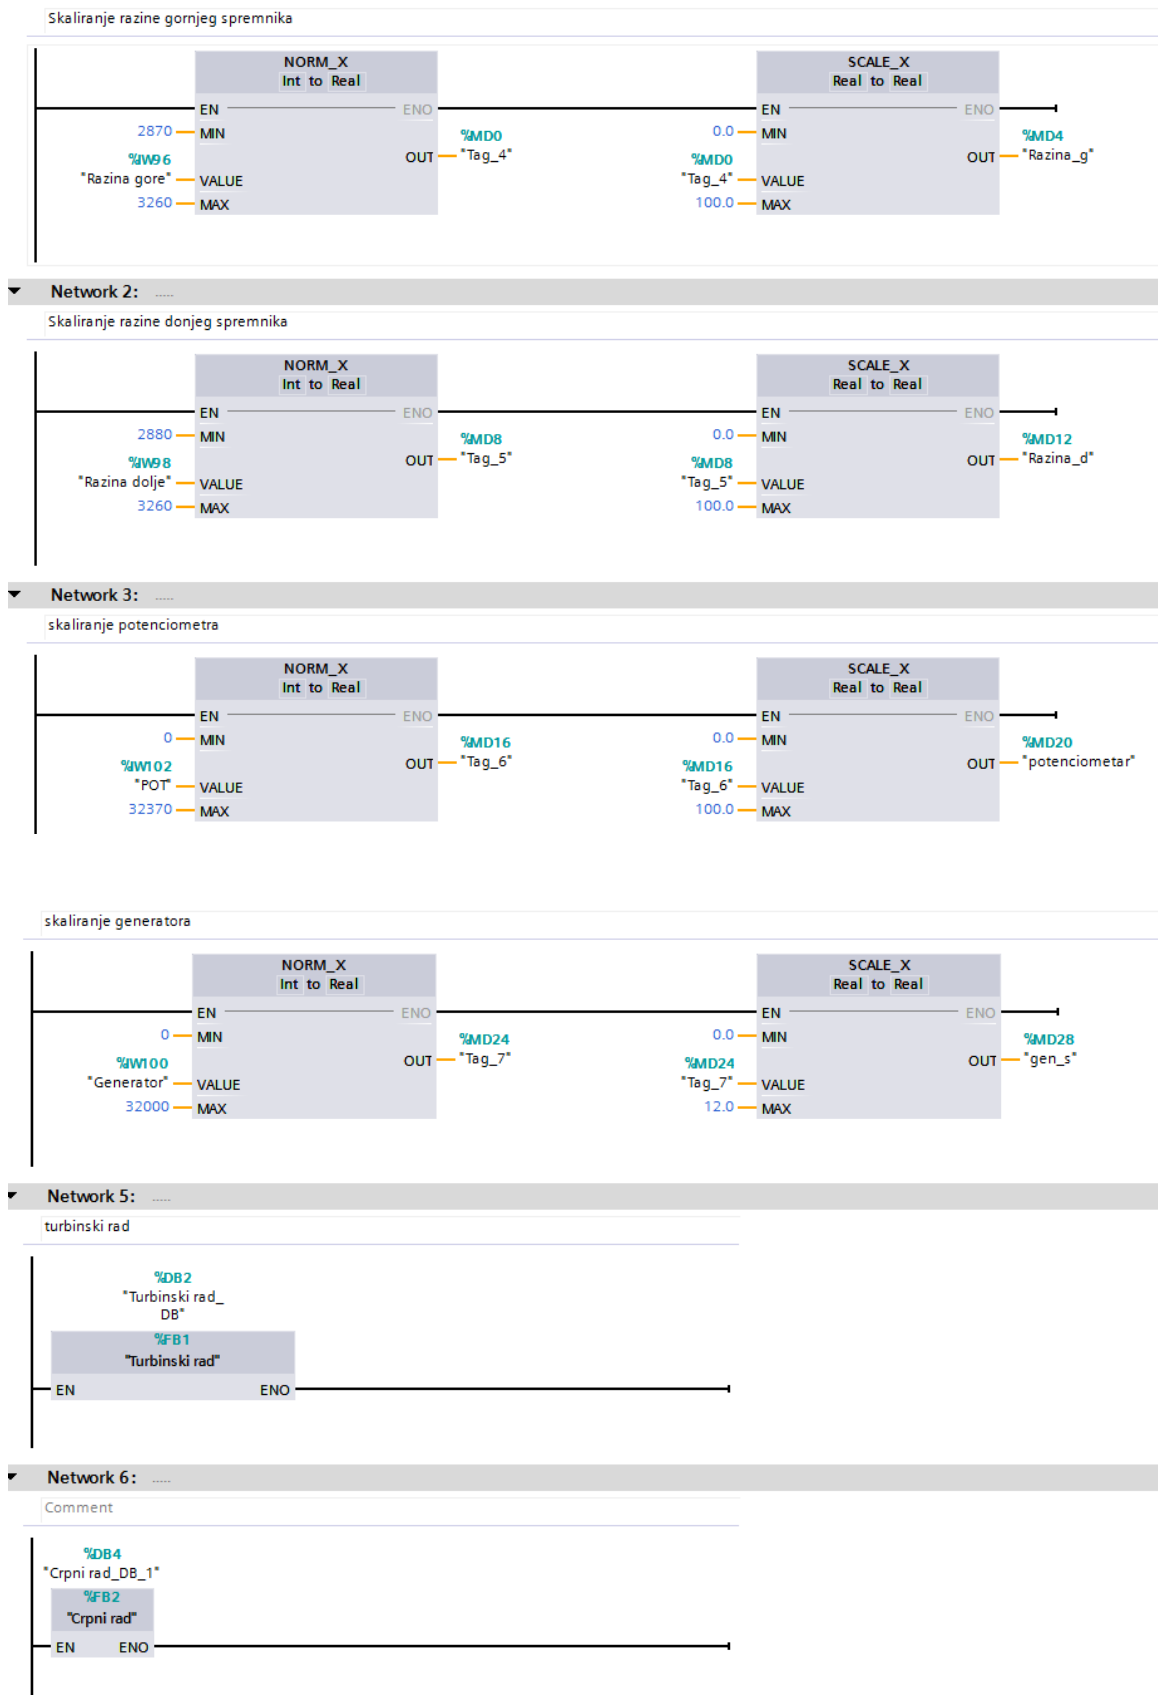 Skaliranje razine gornjeg spremnika
NORM_X
Int to Real
SCALE_X
Real to Real
EN ENO EN ENO
2870 MIN %MD0 0.0 MIN %MD4
%IW96 OUT "Tag_4" %MD0 OUT "Razina_g"
"Razina gore" VALUE "Tag_4" VALUE
3260 MAX 100.0 MAX
Network 2: .....
Skaliranje razine donjeg spremnika
NORM_X
Int to Real
SCALE_X
Real to Real
EN ENO EN ENO
2880 MIN %MD8 0.0 MIN %MD12
%IW98 OUT "Tag_5" %MD8 OUT "Razina_d"
"Razina dolje" VALUE "Tag_5" VALUE
3260 MAX 100.0 MAX
Network 3: .....
skaliranje potenciometra
NORM_X
Int to Real
SCALE_X
Real to Real
EN ENO EN ENO
0 MIN %MD16 0.0 MIN %MD20
%IW102 OUT "Tag_6" %MD16 OUT "potenciometar"
"POT" VALUE "Tag_6" VALUE
32370 MAX 100.0 MAX
skaliranje generatora
NORM_X
Int to Real
SCALE_X
Real to Real
EN ENO EN ENO
0 MIN %MD24 0.0 MIN %MD28
%IW100 OUT "Tag_7" %MD24 OUT "gen_s"
"Generator" VALUE "Tag_7" VALUE
32000 MAX 12.0 MAX
Network 5: .....
turbinski rad
%DB2
"Turbinski rad_
DB"
%FB1
"Turbinski rad"
EN ENO
Network 6: .....
Comment
%DB4
"Crpni rad_DB_1"
%FB2
"Crpni rad"
EN ENO